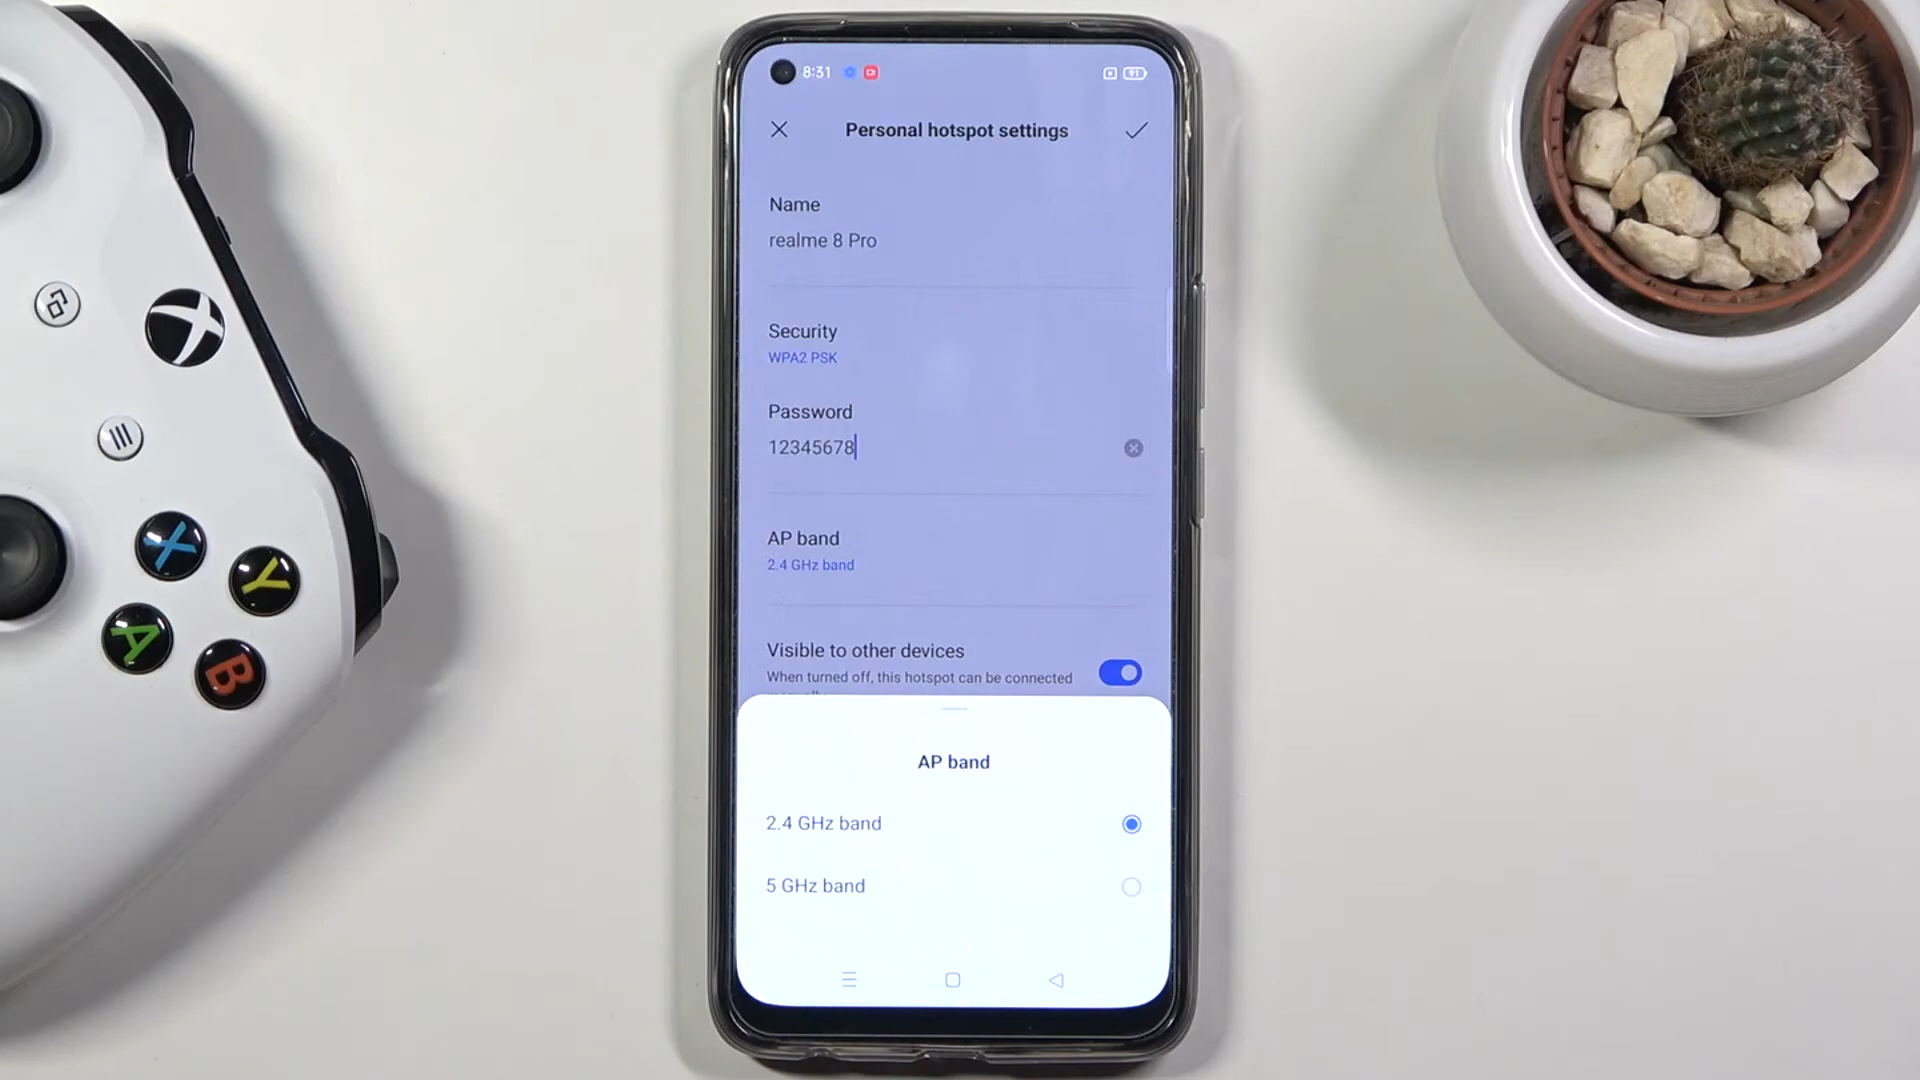 8:31
91
Personal hotspot settings
Name
realme 8 Pro
Security
WPA2 PSK
Password
12345678
AP band
2.4 GHz band
Visible to other devices
When turned off, this hotspot can be connected
AP band
2.4 GHz band
5 GHz band
X
Y
A
B